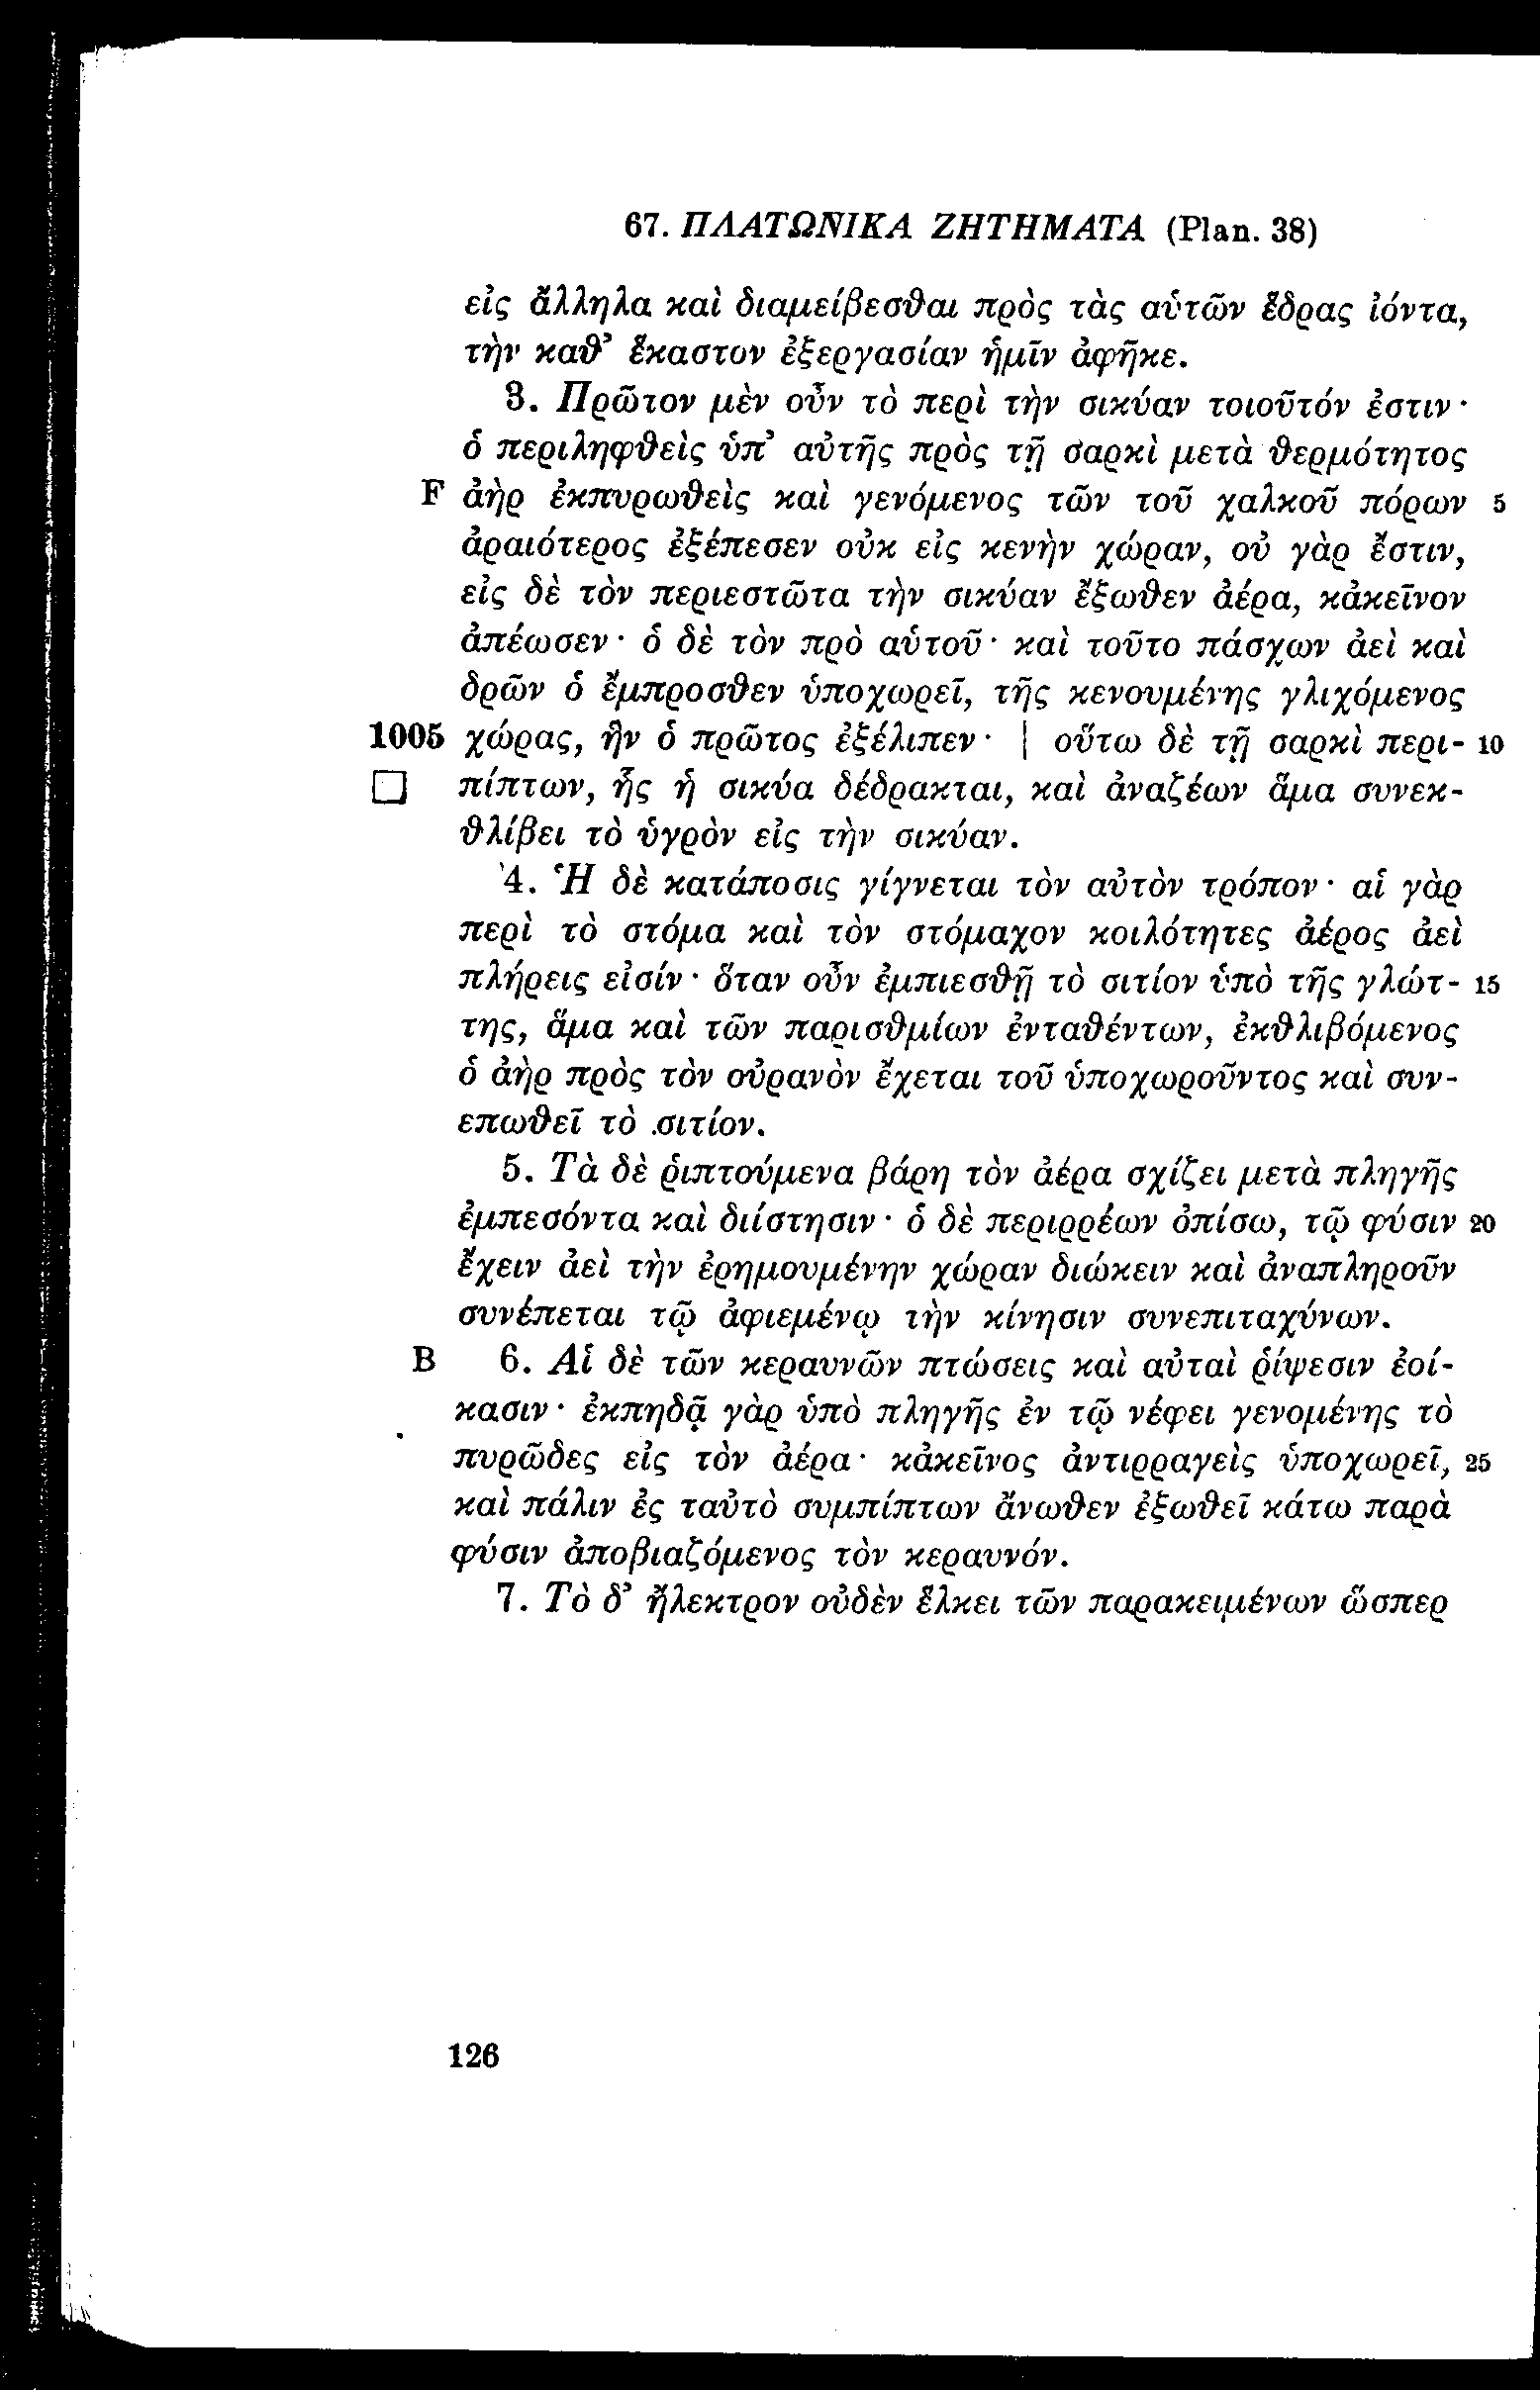 67. ΠΛΑΤΩΝΙΚΑ ΖΗΤΗΜΑΤΑ (Plan. 38)
εἰς ἄλληλα καὶ διαμείβεσθαι πρὸς τὰς αὑτῶν ἕδρας ἰόντα,
τὴν καθ’ ἕκαστον ἐξεργασίαν ἡμῖν ἀφῆκε.
3. Πρῶτον μὲν οὖν τὸ περὶ τὴν σικύαν τοιοῦτόν ἐστιν·
ὁ περιληφθεὶς ὑπ’ αὐτῆς πρὸς τῇ σαρκὶ μετὰ θερμότητος
F ἀὴρ ἐκπυρωθεὶς καὶ γενόμενος τῶν τοῦ χαλκοῦ πόρων 5
ἀραιότερος ἐξέπεσεν οὐκ εἰς κενὴν χώραν, οὐ γὰρ ἔστιν,
εἰς δὲ τὸν περιεστῶτα τὴν σικύαν ἔξωθεν ἀέρα, κἀκεῖνον
ἀπέωσεν· ὁ δὲ τὸν πρὸ αὑτοῦ· καὶ τοῦτο πάσχων ἀεὶ καὶ
δρῶν ὁ ἔμπροσθεν ὑποχωρεῖ, τῆς κενουμένης γλιχόμενος
1005 χώρας, ἣν ὁ πρῶτος ἐξέλιπεν· | οὕτω δὲ τῇ σαρκὶ περι- 10
□ πίπτων, ἧς ἡ σικύα δέδρακται, καὶ ἀναζέων ἅμα συνεκ-
θλίβει τὸ ὑγρὸν εἰς τὴν σικύαν.
4. Ἡ δὲ κατάποσις γίγνεται τὸν αὐτὸν τρόπον· αἱ γὰρ
περὶ τὸ στόμα καὶ τὸν στόμαχον κοιλότητες ἀέρος ἀεὶ
πλήρεις εἰσίν· ὅταν οὖν ἐμπιεσθῇ τὸ σιτίον ὑπὸ τῆς γλώτ- 15
της, ἅμα καὶ τῶν παρισθμίων ἐνταθέντων, ἐκθλιβόμενος
ὁ ἀὴρ πρὸς τὸν οὐρανὸν ἔχεται τοῦ ὑποχωροῦντος καὶ συν-
επωθεῖ τὸ σιτίον.
5. Τὰ δὲ ῥιπτούμενα βάρη τὸν ἀέρα σχίζει μετὰ πληγῆς
ἐμπεσόντα καὶ διίστησιν· ὁ δὲ περιρρέων ὀπίσω, τῷ φύσιν 20
ἔχειν ἀεὶ τὴν ἐρημουμένην χώραν διώκειν καὶ ἀναπληροῦν
συνέπεται τῷ ἀφιεμένῳ τὴν κίνησιν συνεπιταχύνων.
B 6. Αἱ δὲ τῶν κεραυνῶν πτώσεις καὶ αὐταὶ ῥίψεσιν ἐοί-
κασιν· ἐκπηδᾷ γὰρ ὑπὸ πληγῆς ἐν τῷ νέφει γενομένης τὸ
πυρῶδες εἰς τὸν ἀέρα· κἀκεῖνος ἀντιρραγεὶς ὑποχωρεῖ, 25
καὶ πάλιν ἐς ταὐτὸ συμπίπτων ἄνωθεν ἐξωθεῖ κάτω παρὰ
φύσιν ἀποβιαζόμενος τὸν κεραυνόν.
7. Τὸ δ’ ἤλεκτρον οὐδὲν ἕλκει τῶν παρακειμένων ὥσπερ
126